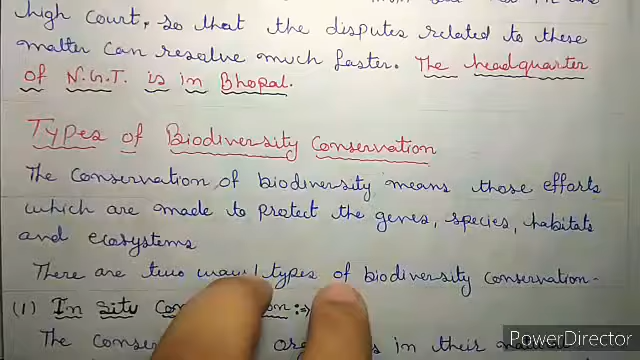 high court, so that the disputes related to these
matter can resolve much faster. The headquarter
of N.G.T. is in Bhopal.
Types of Biodiversity Conservation
The conservation of biodiversity means those efforts
which are made to protect the genes, species, habitats
and ecosystems
There are two ways/types of biodiversity conservation.
(1) In Situ
The in their
PowerDirector